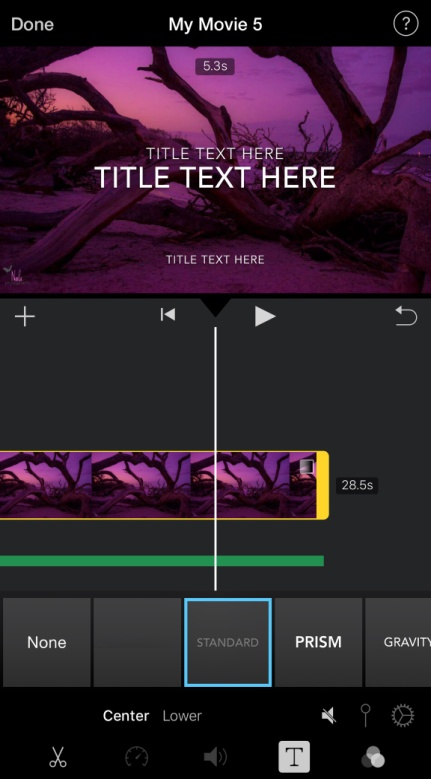 Done My Movie 5 ?
5.3s
TITLE TEXT HERE
TITLE TEXT HERE
TITLE TEXT HERE
28.5s
None STANDARD PRISM GRAVITY
Center Lower
T